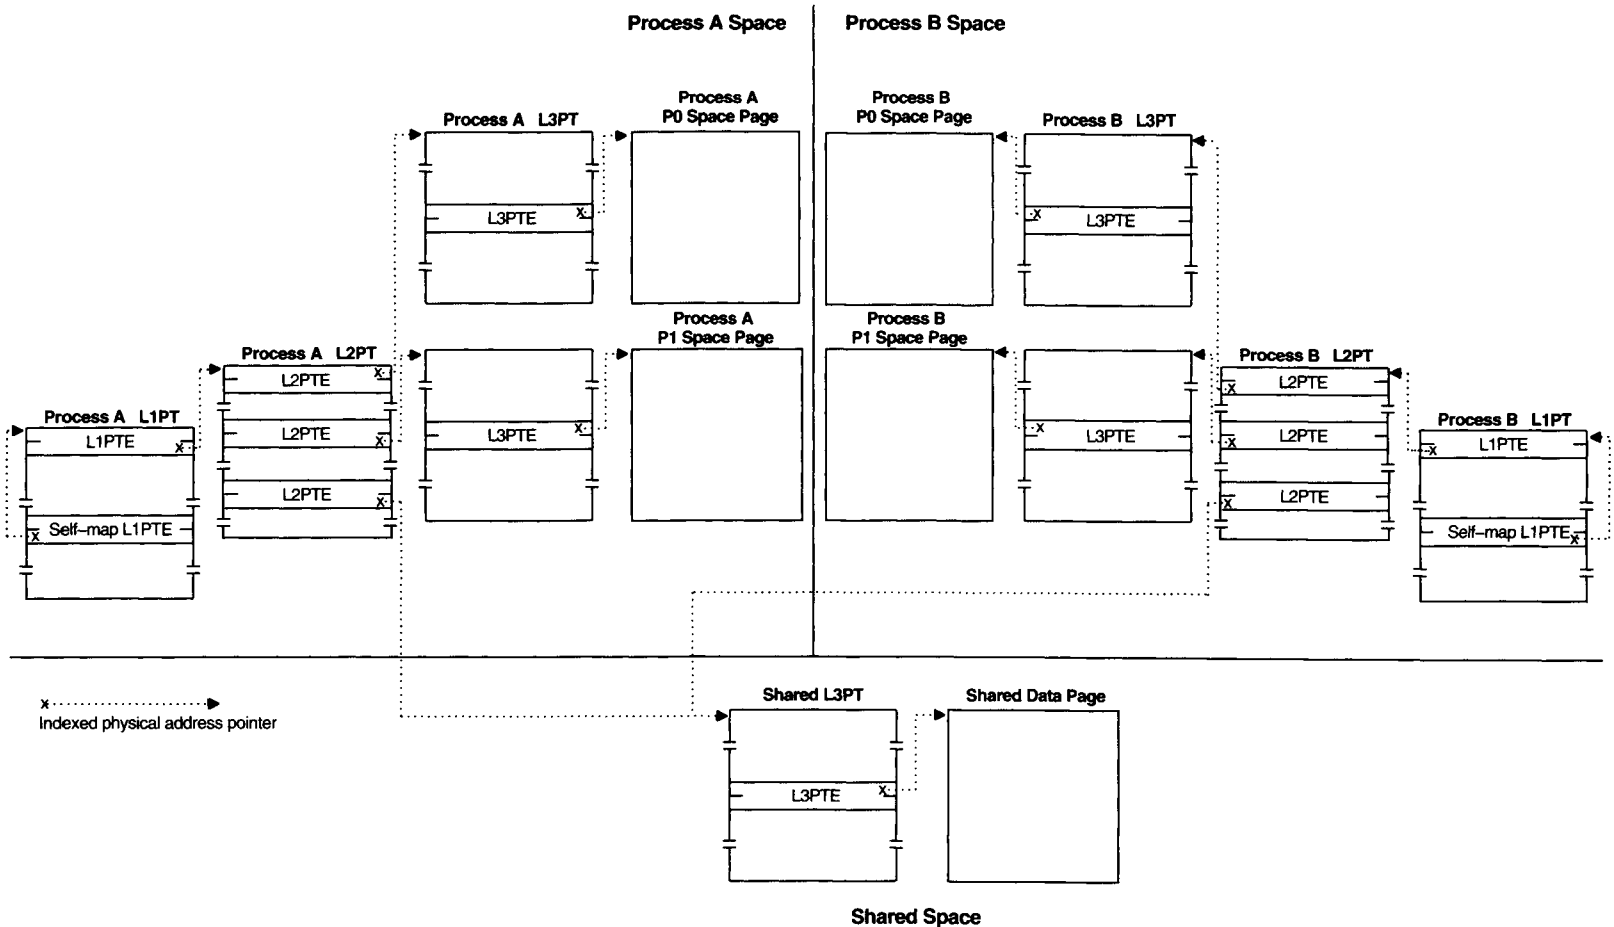 Process A Space
Process B Space
Process A
P0 Space Page
Process B
P0 Space Page
Process A L3PT
Process B L3PT
L3PTE
L3PTE
Process A
P1 Space Page
Process B
P1 Space Page
Process A L2PT
L2PTE
L2PTE
L2PTE
L3PTE
L3PTE
Process B L2PT
L2PTE
L2PTE
L2PTE
Process A L1PT
L1PTE
Self-map L1PTE
Process B L1PT
L1PTE
Self-map L1PTE
Indexed physical address pointer
Shared L3PT
Shared Data Page
L3PTE
Shared Space